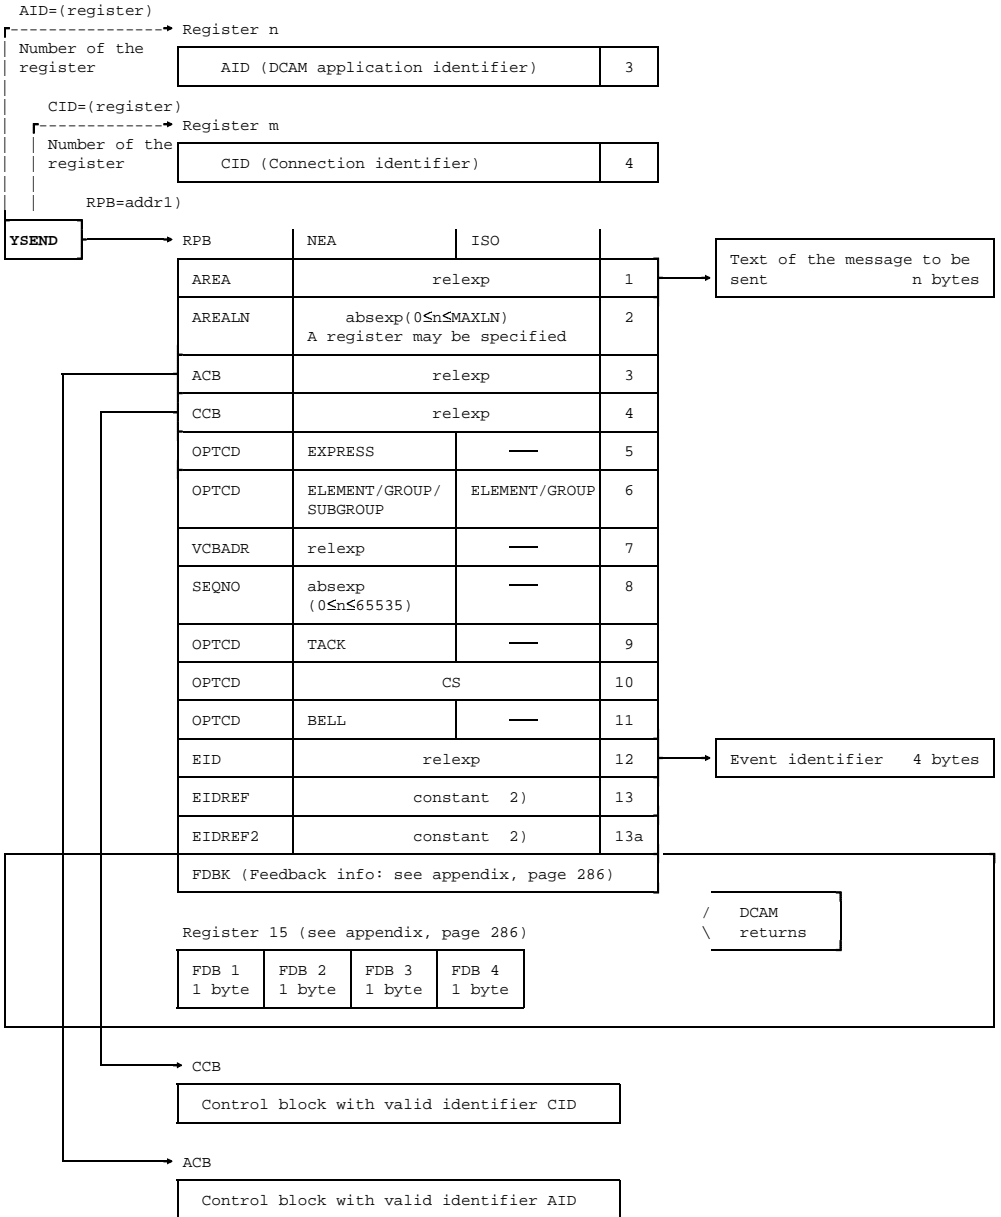 AID=(register)
Register n
Number of the
register
AID (DCAM application identifier) 3
CID=(register)
Register m
Number of the
register
CID (Connection identifier) 4
RPB=addr1)
YSEND RPB NEA ISO
Text of the message to be
sent n bytes
AREA relexp 1
AREALN absexp(0≤n≤MAXLN) 2
A register may be specified
ACB relexp 3
CCB relexp 4
OPTCD EXPRESS — 5
OPTCD ELEMENT/GROUP/ ELEMENT/GROUP 6
SUBGROUP
VCBADR relexp — 7
SEQNO absexp — 8
(0≤n≤65535)
OPTCD TACK — 9
OPTCD CS 10
OPTCD BELL — 11
EID relexp 12 Event identifier 4 bytes
EIDREF constant 2) 13
EIDREF2 constant 2) 13a
FDBK (Feedback info: see appendix, page 286)
/ DCAM
\ returns
Register 15 (see appendix, page 286)
FDB 1 FDB 2 FDB 3 FDB 4
1 byte 1 byte 1 byte 1 byte
CCB
Control block with valid identifier CID
ACB
Control block with valid identifier AID